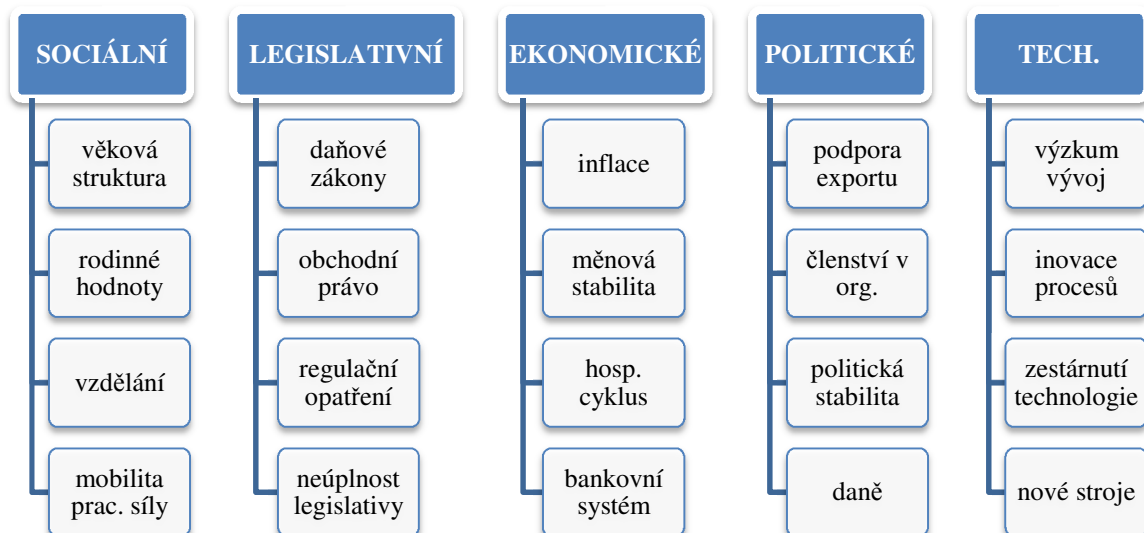 SOCIÁLNÍ
věková
struktura
rodinné
hodnoty
vzdělání
mobilita
prac. síly
LEGISLATIVNÍ
daňové
zákony
obchodní
právo
regulační
opatření
neúplnost
legislativy
EKONOMICKÉ
inflace
měnová
stabilita
hosp.
cyklus
bankovní
systém
POLITICKÉ
podpora
exportu
členství v
org.
politická
stabilita
daně
TECH.
výzkum
vývoj
inovace
procesů
zestárnutí
technologie
nové stroje